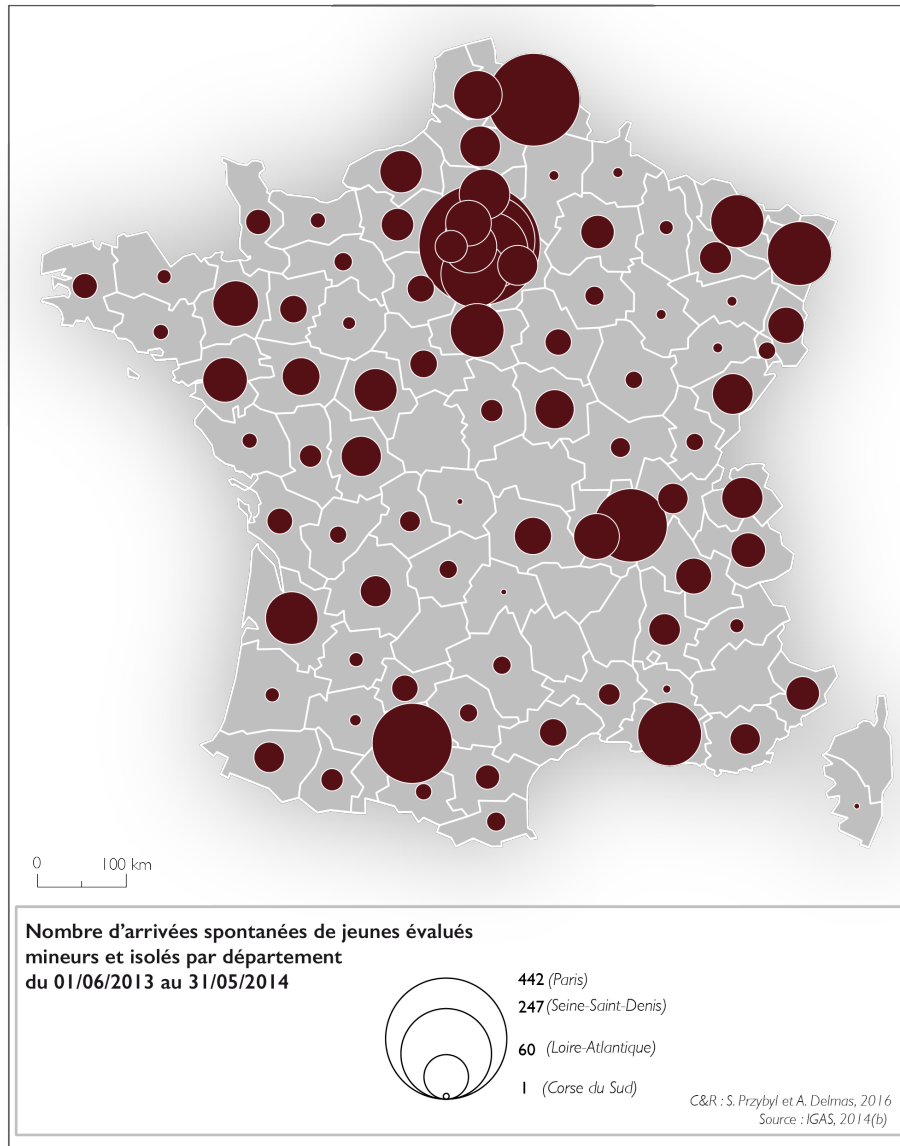 0 100 km
Nombre d'arrivées spontanées de jeunes évalués
mineurs et isolés par département
du 01/06/2013 au 31/05/2014
442 (Paris)
247 (Seine-Saint-Denis)
60 (Loire-Atlantique)
1 (Corse du Sud)
C&R : S. Przybyl et A. Delmas, 2016
Source : IGAS, 2014(b)